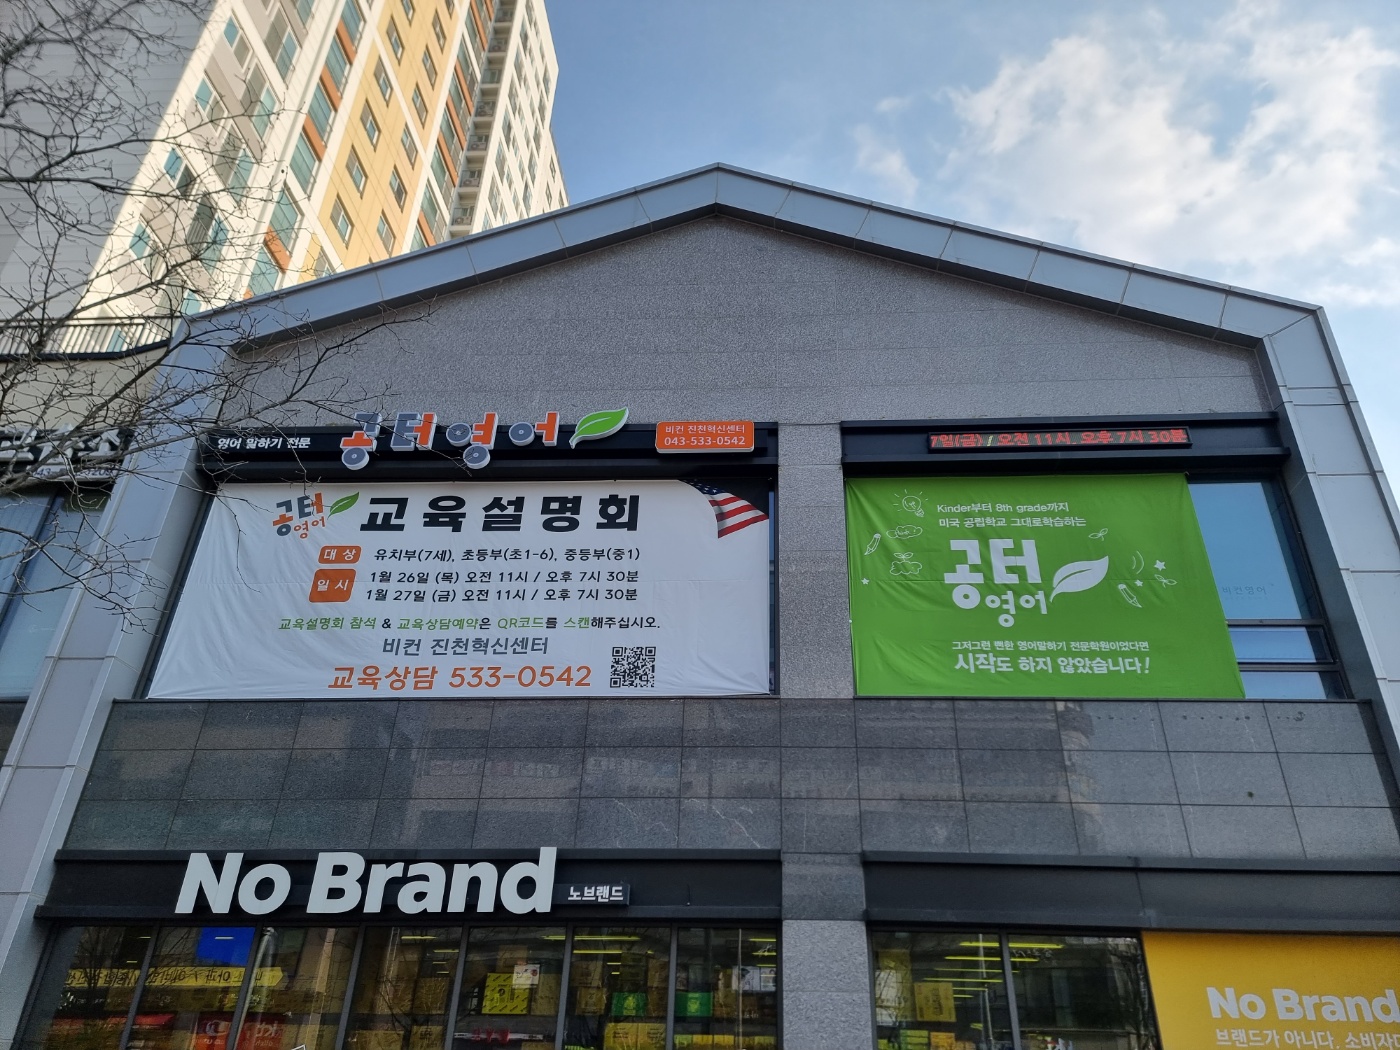 영어 말하기 전문
공터영어
비컨 진천혁신센터
043-533-0542
7일(금) / 오전 11시, 오후 7시 30분
공터영어 교육설명회
대상 유치부(7세), 초등부(초1-6), 중등부(중1)
일시 1월 26일 (목) 오전 11시 / 오후 7시 30분
1월 27일 (금) 오전 11시 / 오후 7시 30분
교육설명회 참석 & 교육상담예약은 QR코드를 스캔해주십시오.
비컨 진천혁신센터
교육상담 533-0542
Kinder부터 8th grade까지
미국 공립학교 그대로학습하는
공터
영어
그저그런 뻔한 영어말하기 전문학원이었다면
시작도 하지 않았습니다!
No Brand 노브랜드
No Brand
브랜드가 아니다. 소비자